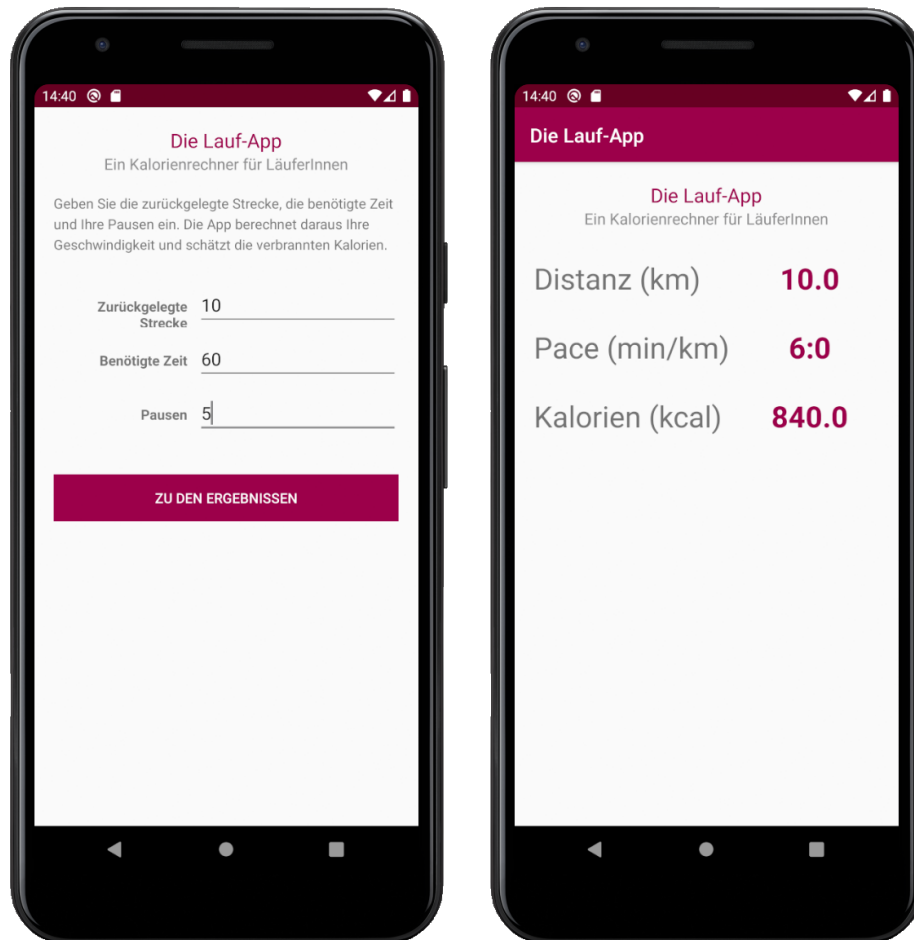 14:40
Die Lauf-App
Ein Kalorienrechner für LäuferInnen
Geben Sie die zurückgelegte Strecke, die benötigte Zeit
und Ihre Pausen ein. Die App berechnet daraus Ihre
Geschwindigkeit und schätzt die verbrannten Kalorien.
Zurückgelegte 10
Strecke
Benötigte Zeit 60
Pausen 5
ZU DEN ERGEBNISSEN
14:40
Die Lauf-App
Die Lauf-App
Ein Kalorienrechner für LäuferInnen
Distanz (km) 10.0
Pace (min/km) 6:0
Kalorien (kcal) 840.0